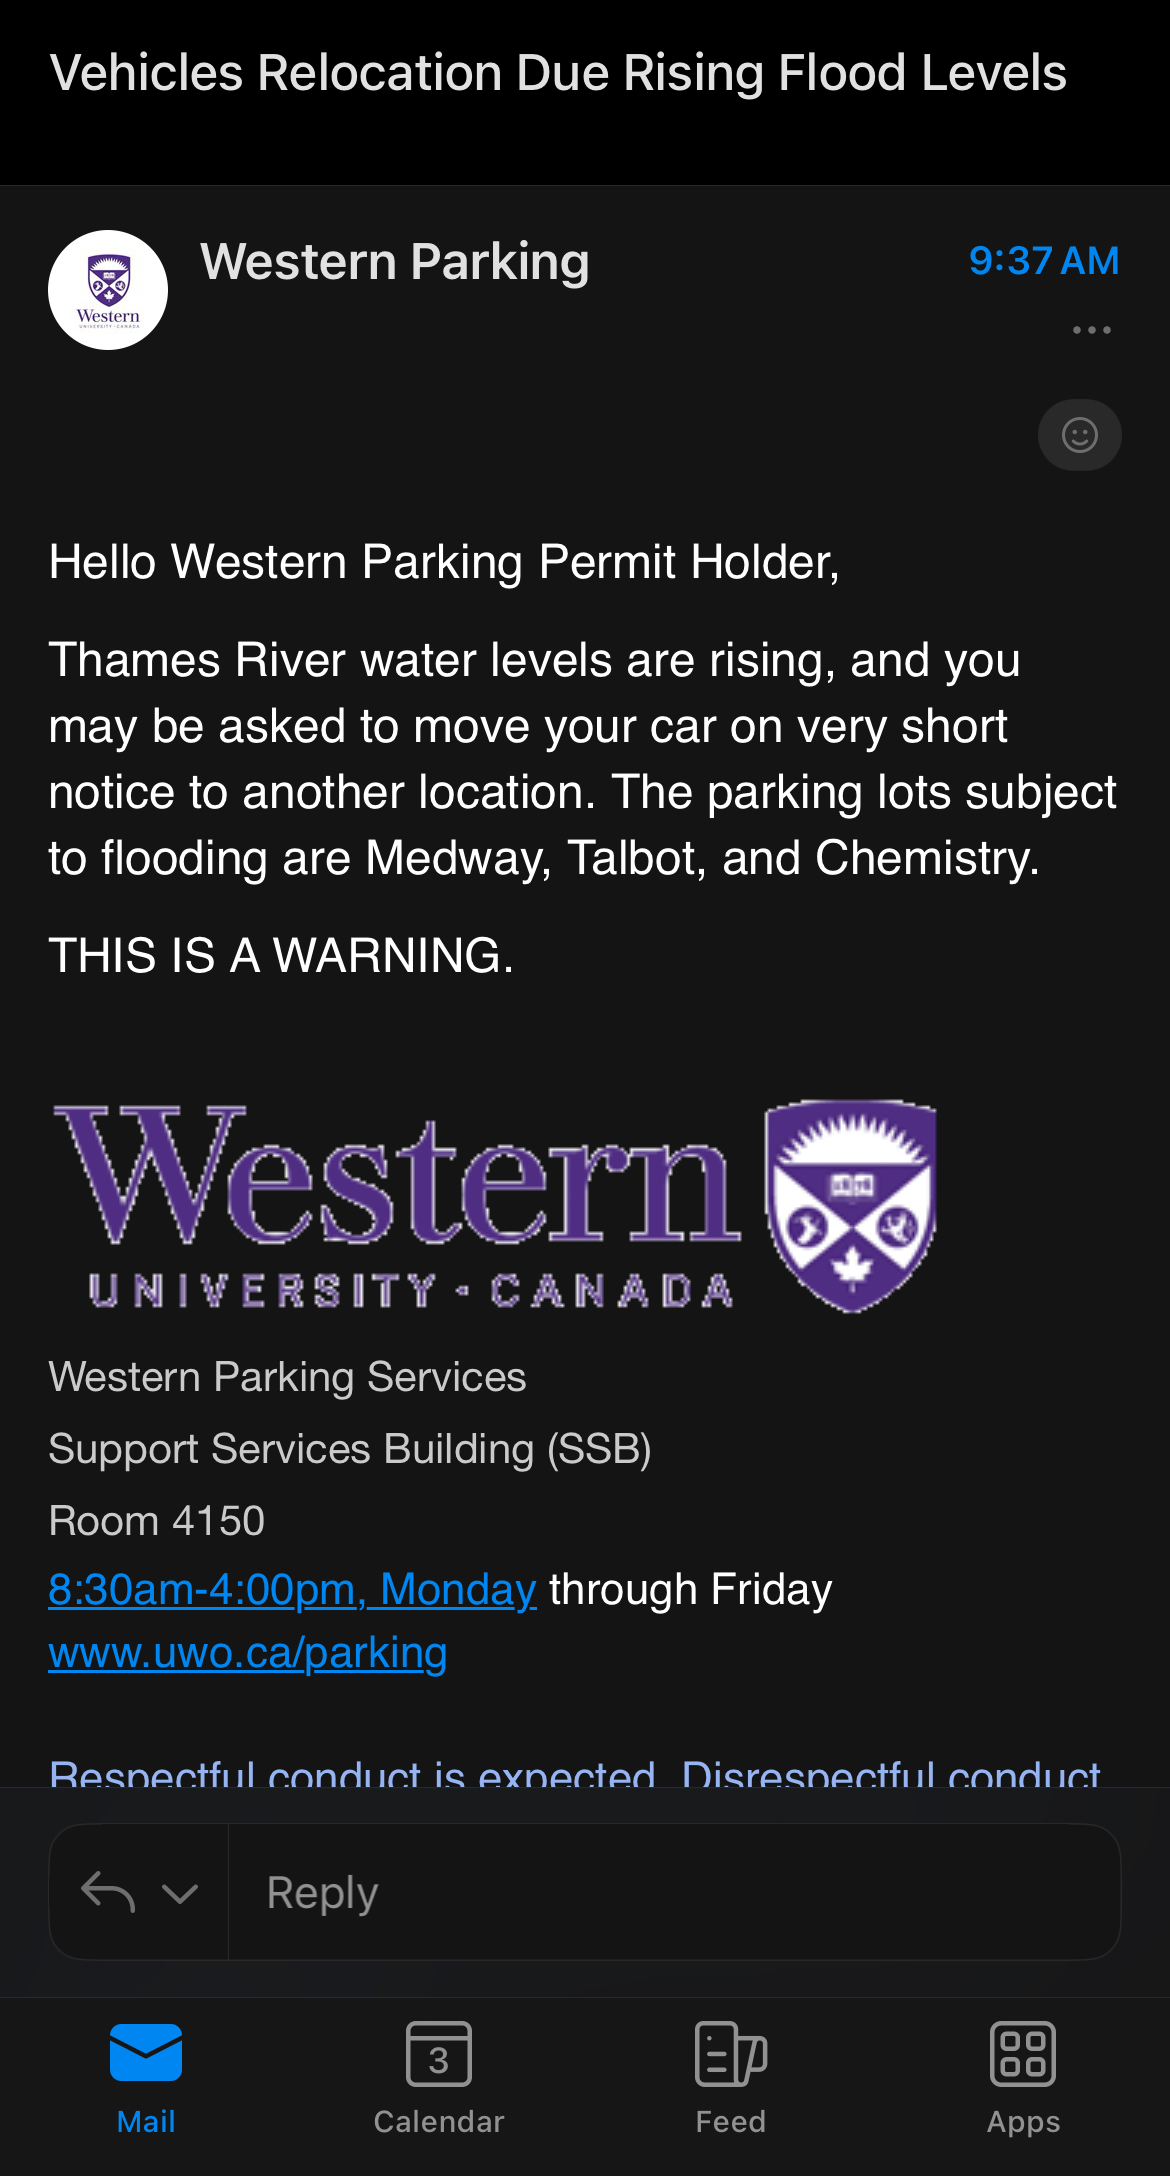 Vehicles Relocation Due Rising Flood Levels
Western
UNIVERSITY · CANADA
Western Parking
9:37 AM
Hello Western Parking Permit Holder,
Thames River water levels are rising, and you
may be asked to move your car on very short
notice to another location. The parking lots subject
to flooding are Medway, Talbot, and Chemistry.
THIS IS A WARNING.
Western
UNIVERSITY · CANADA
Western Parking Services
Support Services Building (SSB)
Room 4150
8:30am-4:00pm, Monday through Friday
www.uwo.ca/parking
Respectful conduct is expected. Disrespectful conduct
Reply
3
Mail
Calendar
Feed
Apps